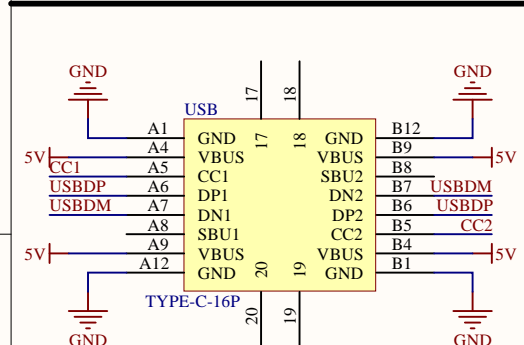 GND GND
17 18
USB
A1 GND 17 18 GND B12
5V A4 VBUS VBUS B9 5V
CC1 A5 CC1 SBU2 B8
USBDP A6 DP1 DN2 B7 USBDM
USBDM A7 DN1 DP2 B6 USBDP
A8 SBU1 CC2 B5 CC2
5V A9 VBUS VBUS B4 5V
A12 GND 20 19 GND B1
TYPE-C-16P
20 19
GND GND